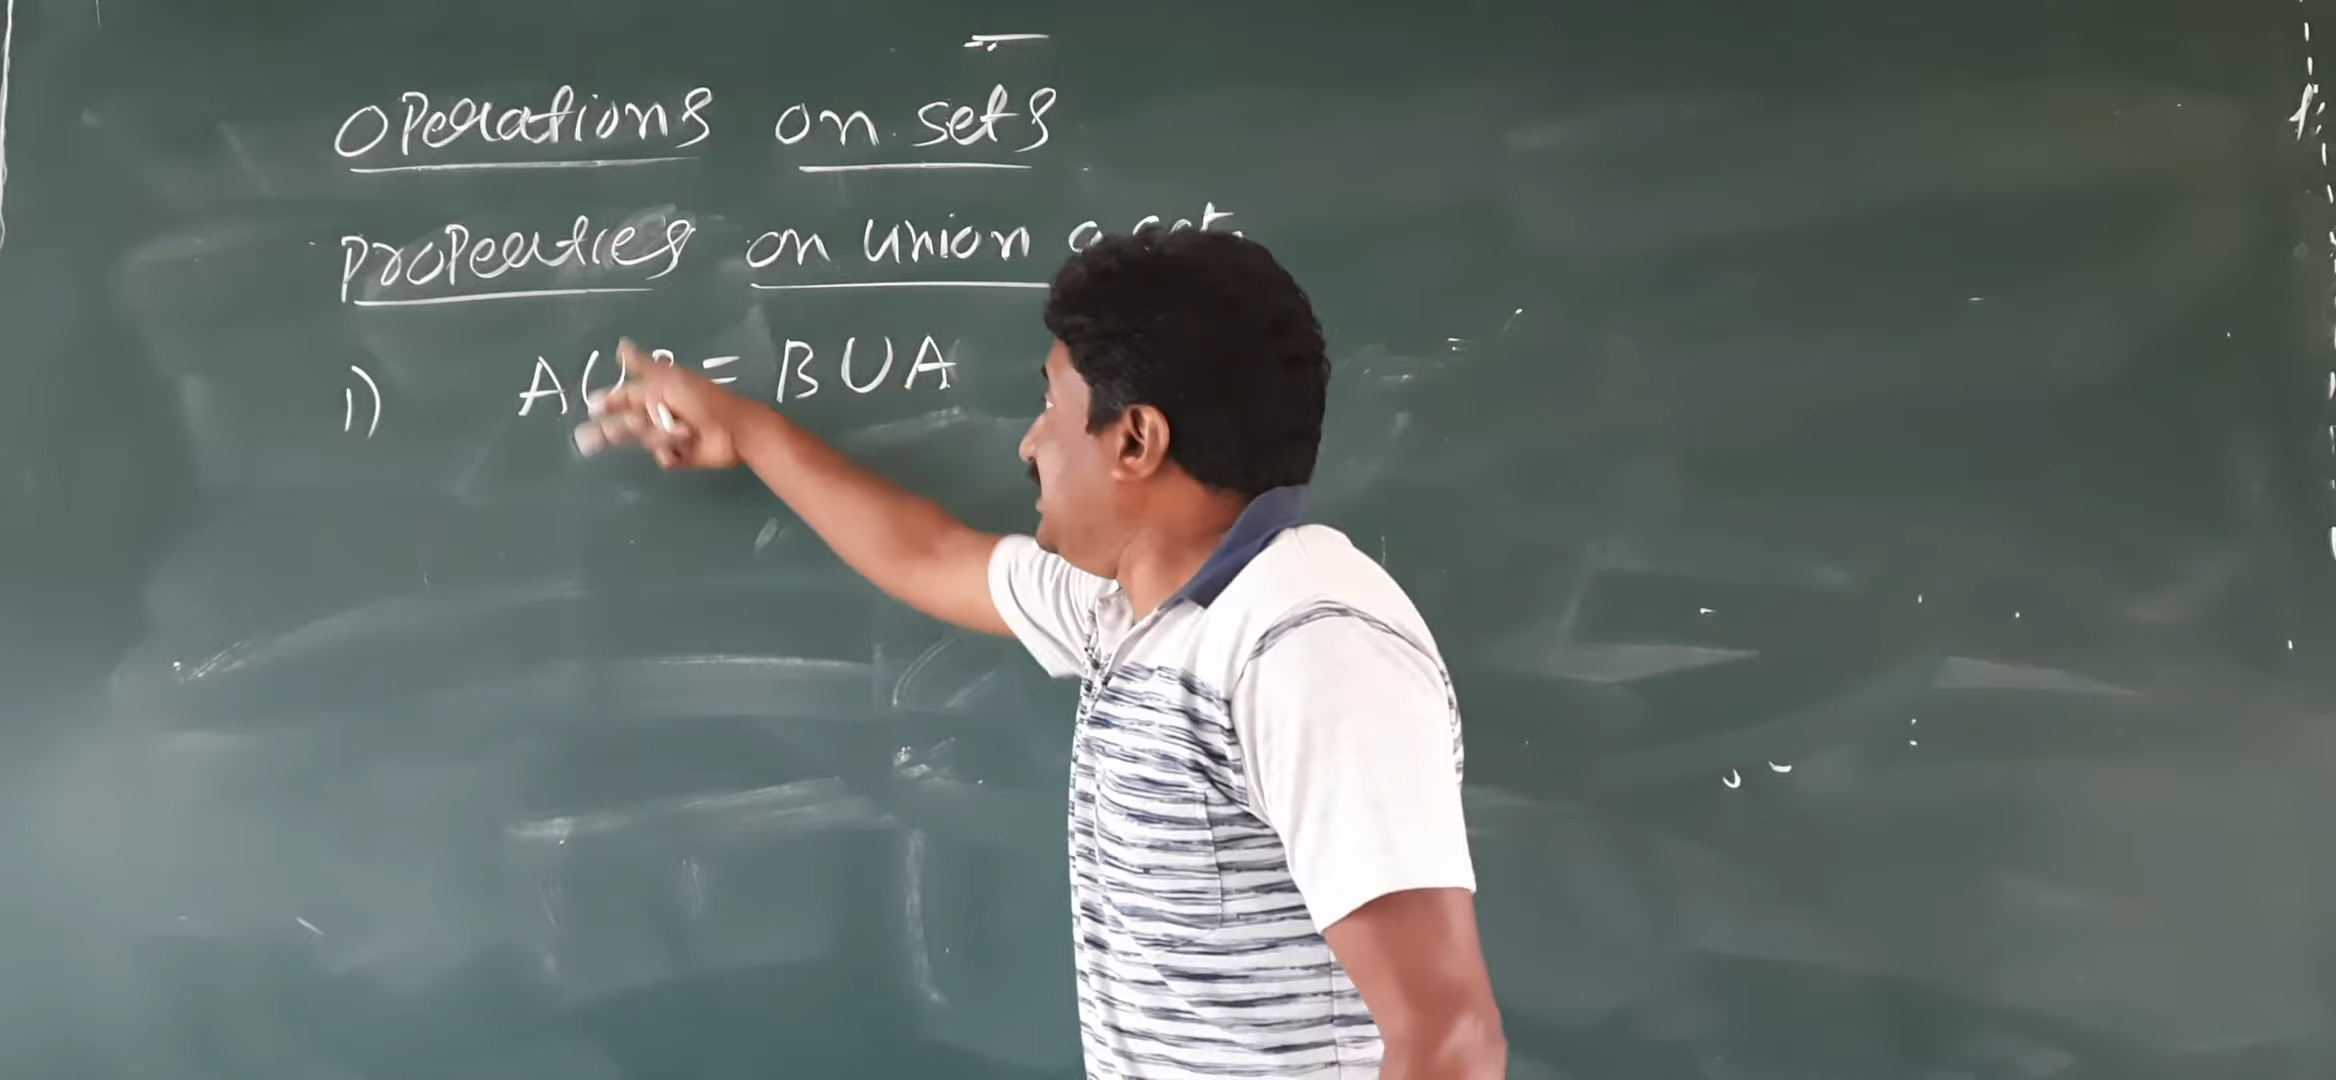 Operations on sets
Properties on union
1) A U = B U A